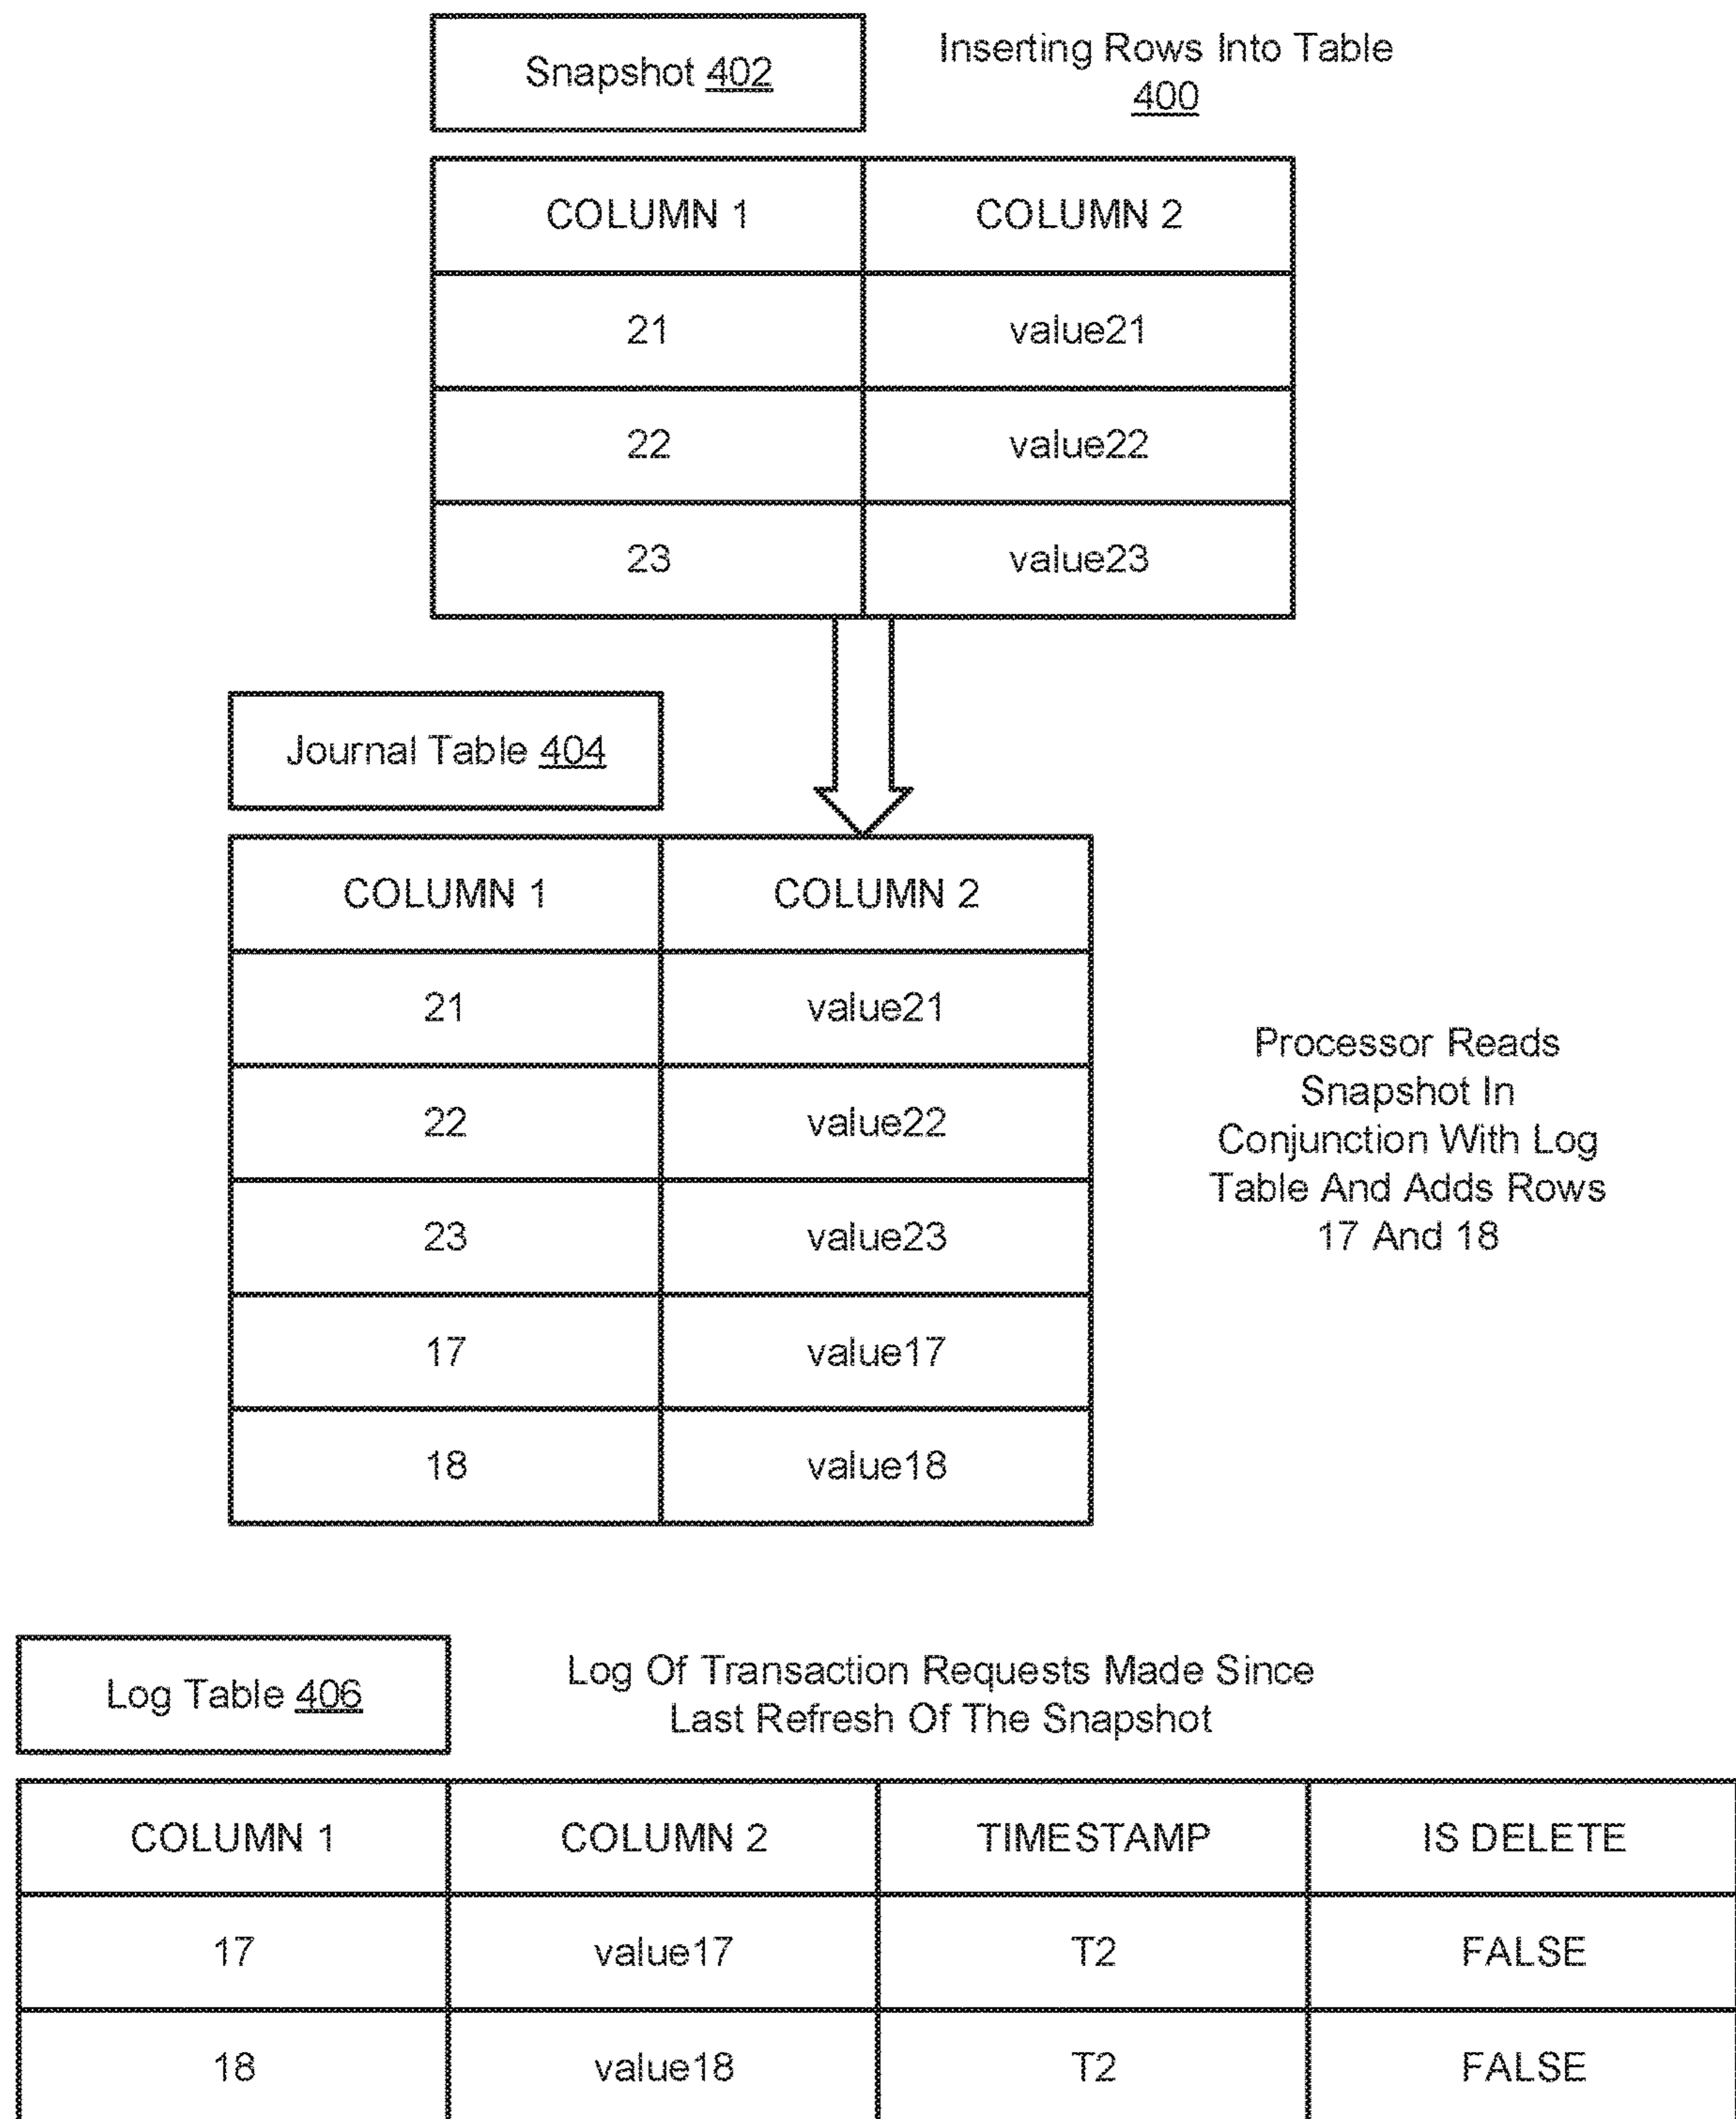 Snapshot 402
Inserting Rows Into Table
400
COLUMN 1 COLUMN 2
21 value21
22 value22
23 value23
Journal Table 404
COLUMN 1 COLUMN 2
21 value21
22 value22
23 value23
17 value17
18 value18
Processor Reads
Snapshot In
Conjunction With Log
Table And Adds Rows
17 And 18
Log Table 406
Log Of Transaction Requests Made Since
Last Refresh Of The Snapshot
COLUMN 1 COLUMN 2 TIMESTAMP IS DELETE
17 value17 T2 FALSE
18 value18 T2 FALSE